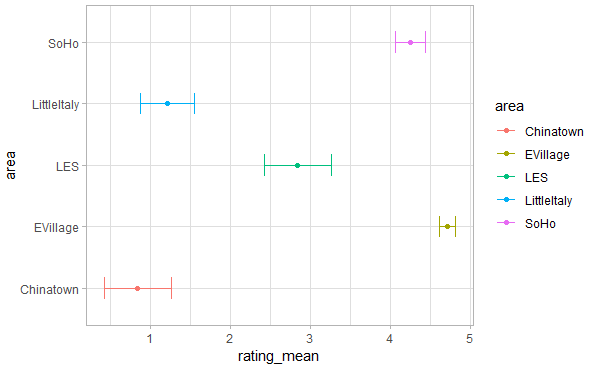 SoHo
LittleItaly
LES
EVillage
Chinatown
area
1 2 3 4 5
rating_mean
area
Chinatown
EVillage
LES
LittleItaly
SoHo